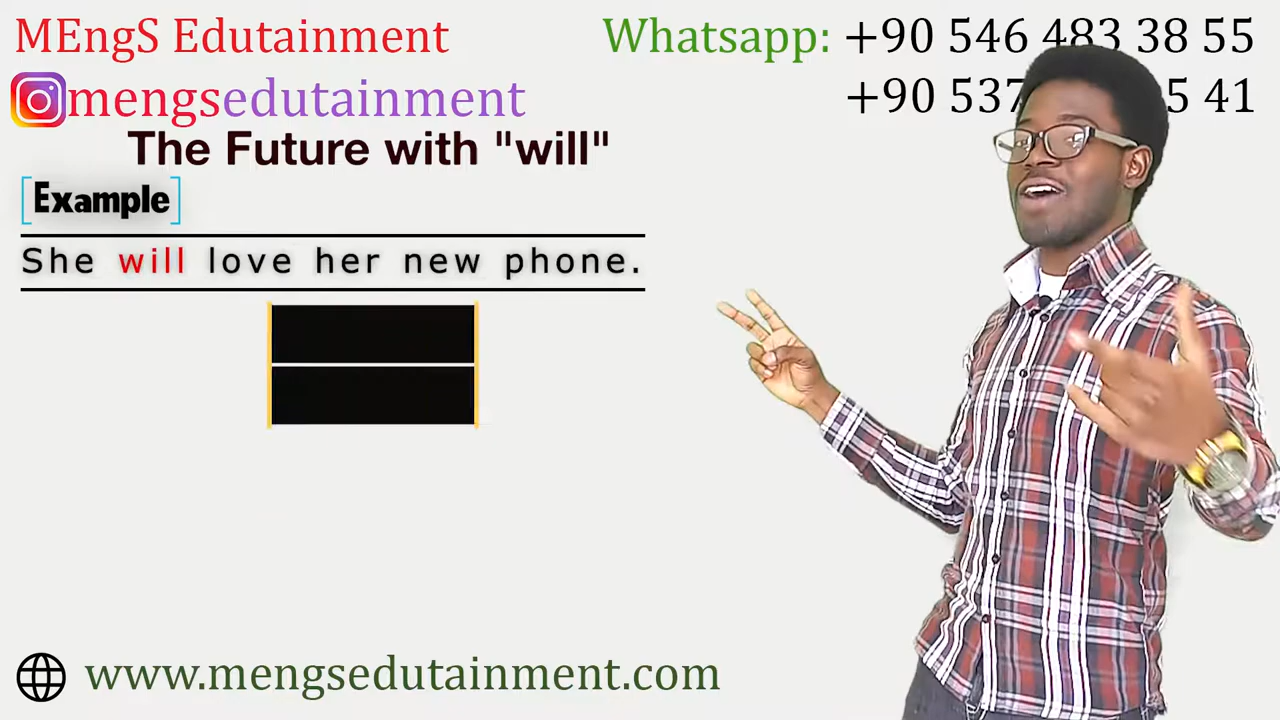 MEngS Edutainment
Whatsapp: +90 546 483 38 55
mengsedutainment
+90 537 5 41
The Future with "will"
Example
She will love her new phone.
www.mengsedutainment.com